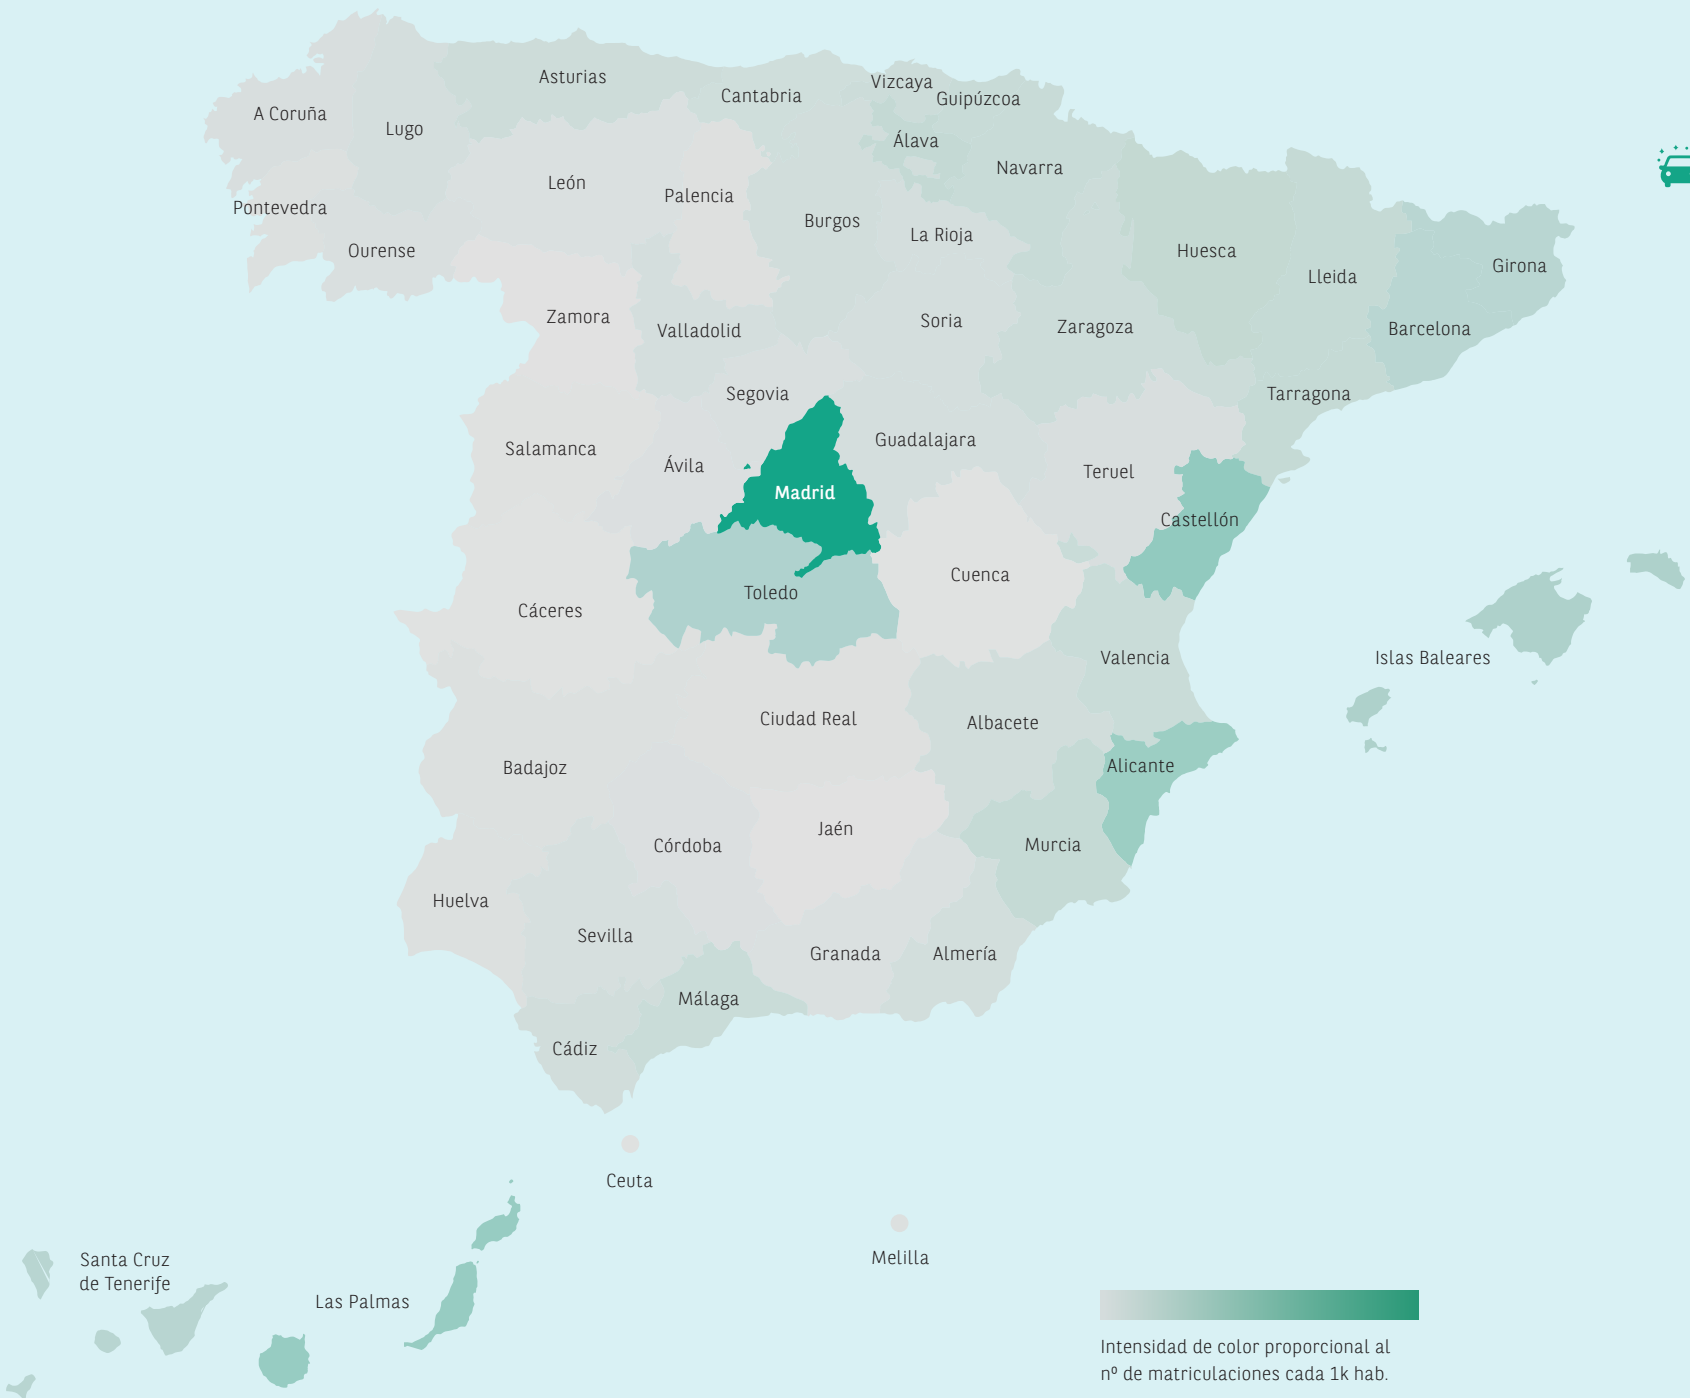 Asturias
Cantabria
Vizcaya
Guipúzcoa
A Coruña
Lugo
Álava
Navarra
León
Palencia
Pontevedra
Burgos
La Rioja
Ourense
Huesca
Lleida
Girona
Zamora
Valladolid
Soria
Zaragoza
Barcelona
Segovia
Tarragona
Salamanca
Ávila
Guadalajara
Teruel
Madrid
Castellón
Cuenca
Toledo
Cáceres
Valencia
Islas Baleares
Ciudad Real
Albacete
Badajoz
Alicante
Jaén
Córdoba
Murcia
Huelva
Sevilla
Granada
Almería
Málaga
Cádiz
Ceuta
Melilla
Santa Cruz
de Tenerife
Las Palmas
Intensidad de color proporcional al
nº de matriculaciones cada 1k hab.